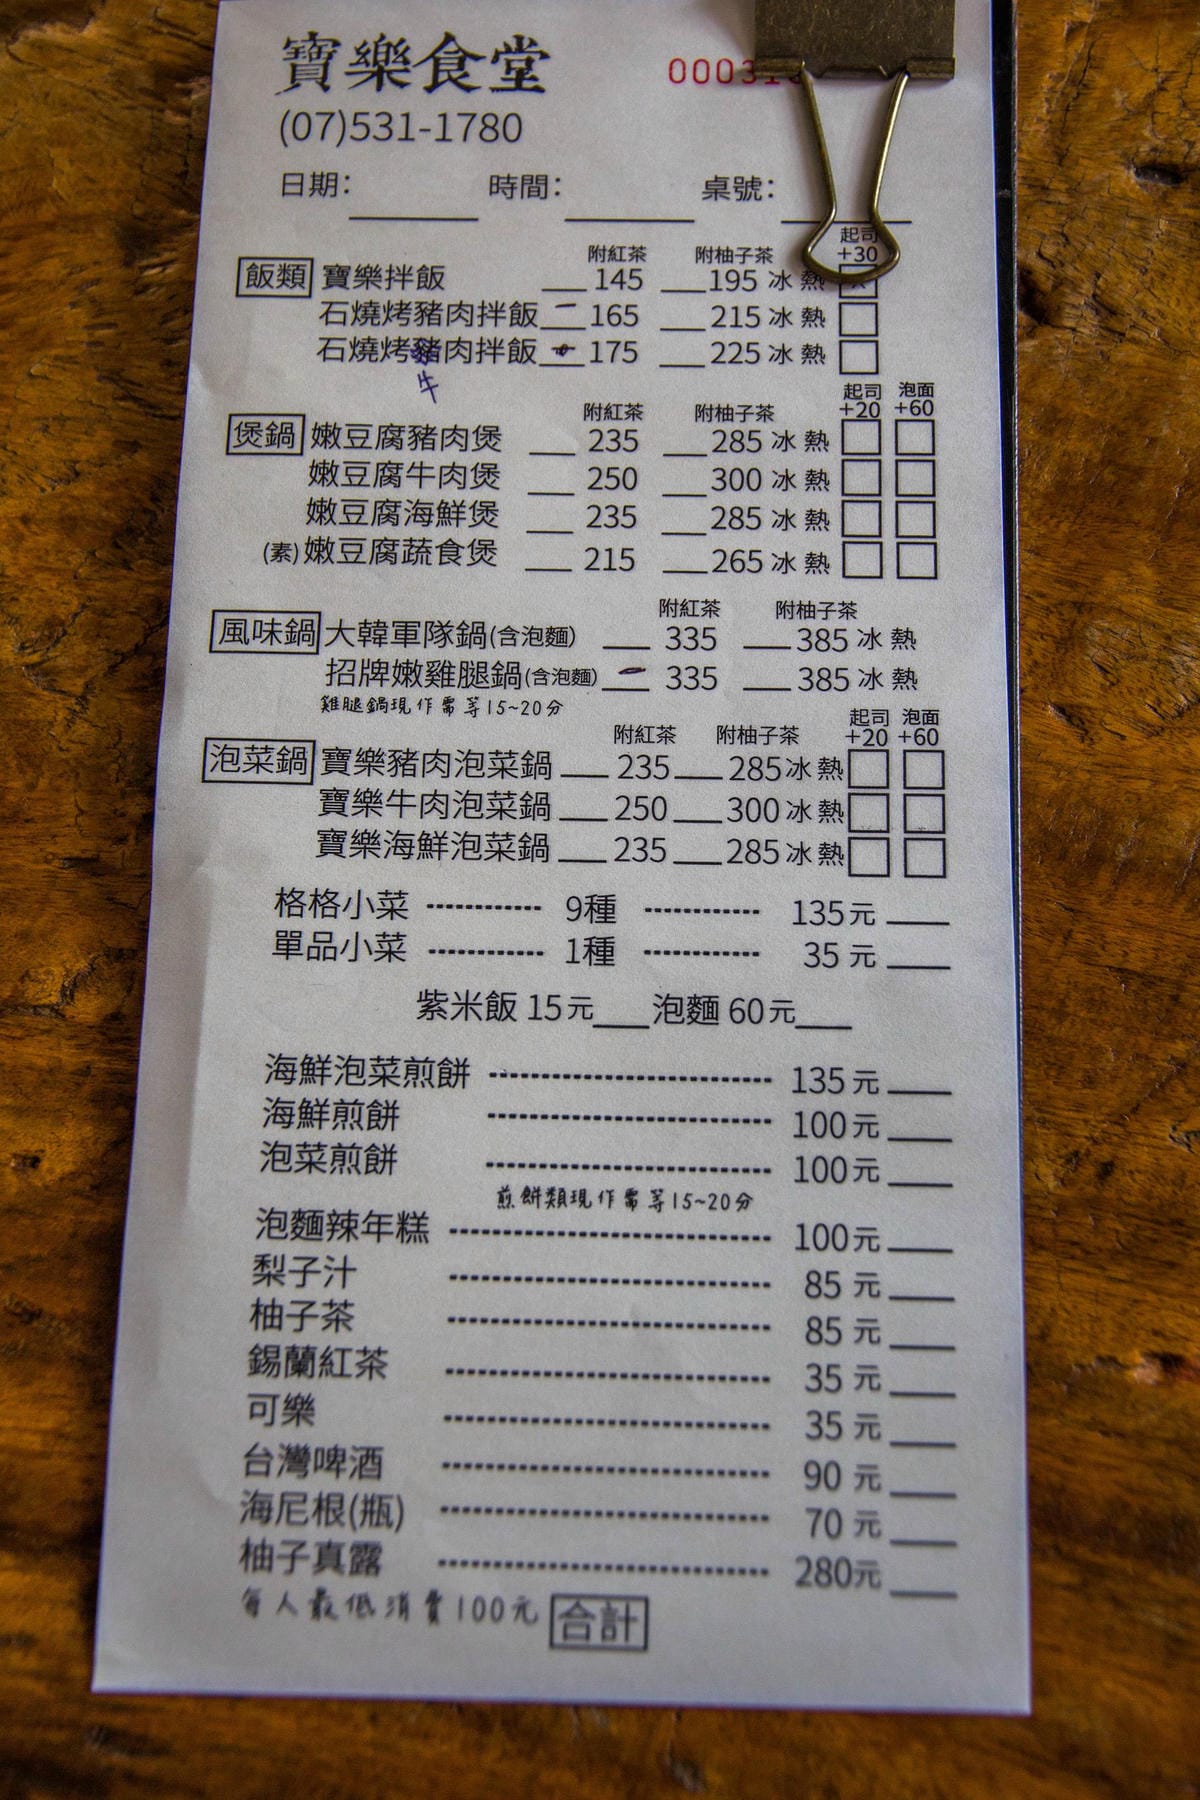 寶樂食堂
(07)531-1780
日期: 時間: 桌號:
附紅茶 附柚子茶 起司+30
飯類 寶樂拌飯 145 195 冰 熱
石燒烤豬肉拌飯 165 215 冰 熱
石燒烤豬肉拌飯 175 225 冰 熱
牛
附紅茶 附柚子茶 起司+20 泡面+60
煲鍋 嫩豆腐豬肉煲 235 285 冰 熱
嫩豆腐牛肉煲 250 300 冰 熱
嫩豆腐海鮮煲 235 285 冰 熱
(素)嫩豆腐蔬食煲 215 265 冰 熱
附紅茶 附柚子茶
風味鍋 大韓軍隊鍋(含泡麵) 335 385 冰 熱
招牌嫩雞腿鍋(含泡麵) 335 385 冰 熱
雞腿鍋現作需等15~20分
附紅茶 附柚子茶 起司+20 泡面+60
泡菜鍋 寶樂豬肉泡菜鍋 235 285 冰 熱
寶樂牛肉泡菜鍋 250 300 冰 熱
寶樂海鮮泡菜鍋 235 285 冰 熱
格格小菜 9種 135元
單品小菜 1種 35元
紫米飯 15元 泡麵 60元
海鮮泡菜煎餅 135元
海鮮煎餅 100元
泡菜煎餅 100元
煎餅類現作需等15~20分
泡麵辣年糕 100元
梨子汁 85元
柚子茶 85元
錫蘭紅茶 35元
可樂 35元
台灣啤酒 90元
海尼根(瓶) 70元
柚子真露 280元
每人最低消費100元 合計